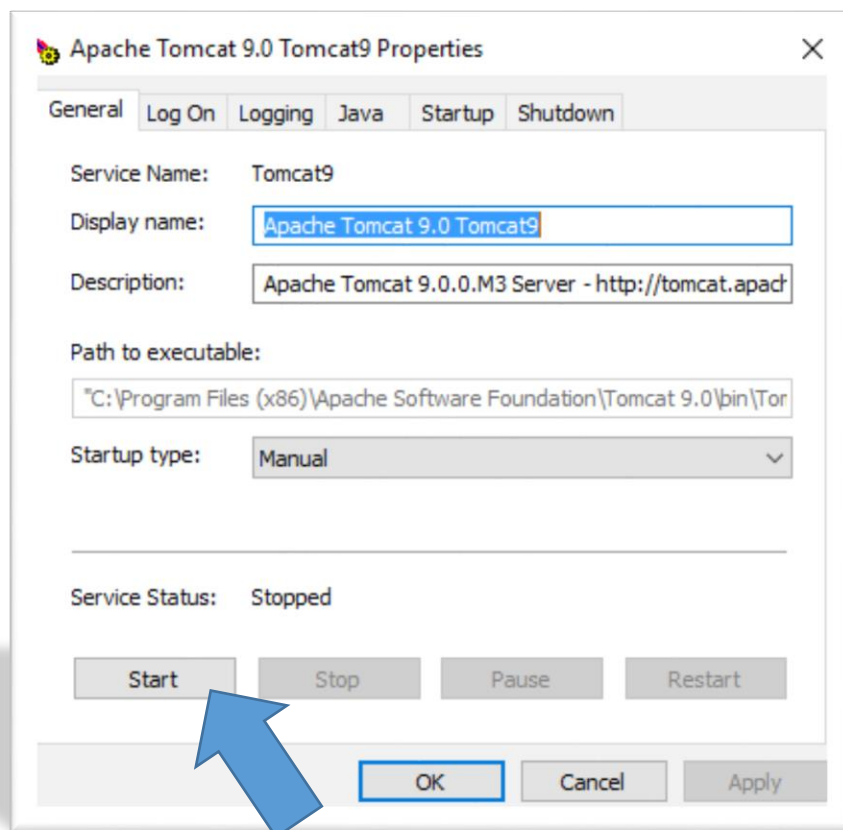 Apache Tomcat 9.0 Tomcat9 Properties
General Log On Logging Java Startup Shutdown
Service Name: Tomcat9
Display name: Apache Tomcat 9.0 Tomcat9
Description: Apache Tomcat 9.0.0.M3 Server - http://tomcat.apach
Path to executable:
"C:\Program Files (x86)\Apache Software Foundation\Tomcat 9.0\bin\Tor
Startup type: Manual
Service Status: Stopped
Start Stop Pause Restart
OK Cancel Apply